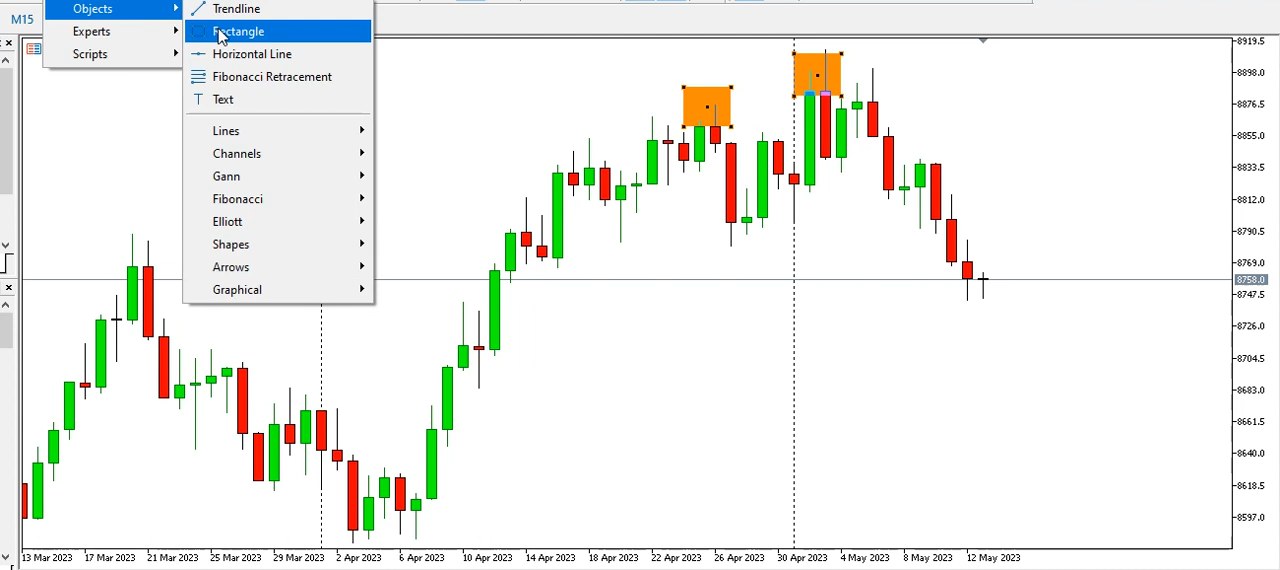 M15
Objects
Experts
Scripts
Trendline
Rectangle
Horizontal Line
Fibonacci Retracement
Text
Lines
Channels
Gann
Fibonacci
Elliott
Shapes
Arrows
Graphical
8919.5
8898.0
8876.5
8855.0
8833.5
8812.0
8790.5
8769.0
8758.0
8747.5
8726.0
8704.5
8683.0
8661.5
8640.0
8618.5
8597.0
13 Mar 2023 17 Mar 2023 21 Mar 2023 25 Mar 2023 29 Mar 2023 2 Apr 2023 6 Apr 2023 10 Apr 2023 14 Apr 2023 18 Apr 2023 22 Apr 2023 26 Apr 2023 30 Apr 2023 4 May 2023 8 May 2023 12 May 2023